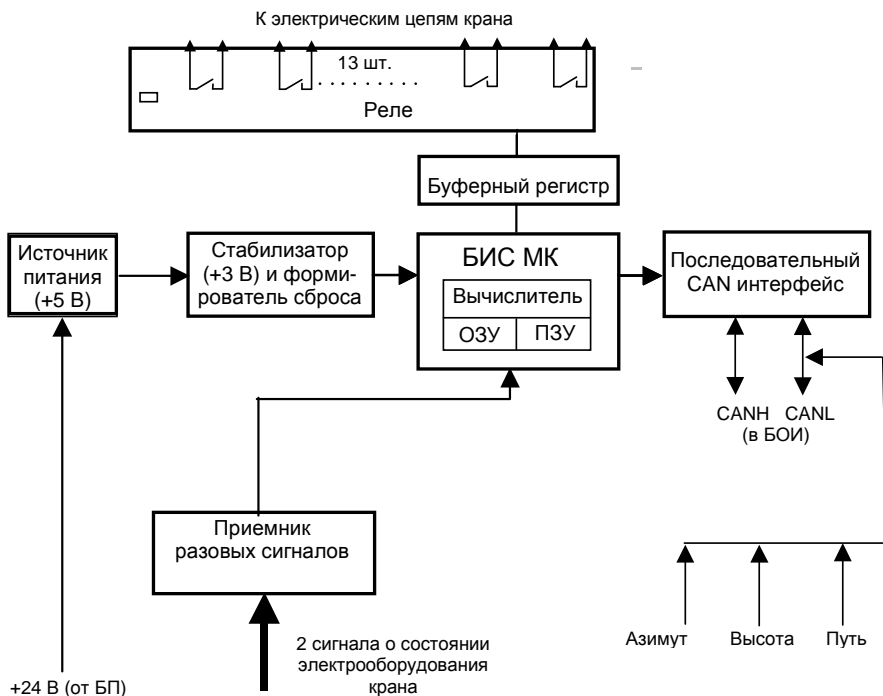 К электрическим цепям крана
13 шт.
Реле
Буферный регистр
Источник
питания
(+5 В)
Стабилизатор
(+3 В) и форми-
рователь сброса
БИС МК
Вычислитель
ОЗУ
ПЗУ
Последовательный
CAN интерфейс
CANH CANL
(в БОИ)
Приемник
разовых сигналов
Азимут
Высота
Путь
2 сигнала о состоянии
электрооборудования
крана
+24 В (от БП)